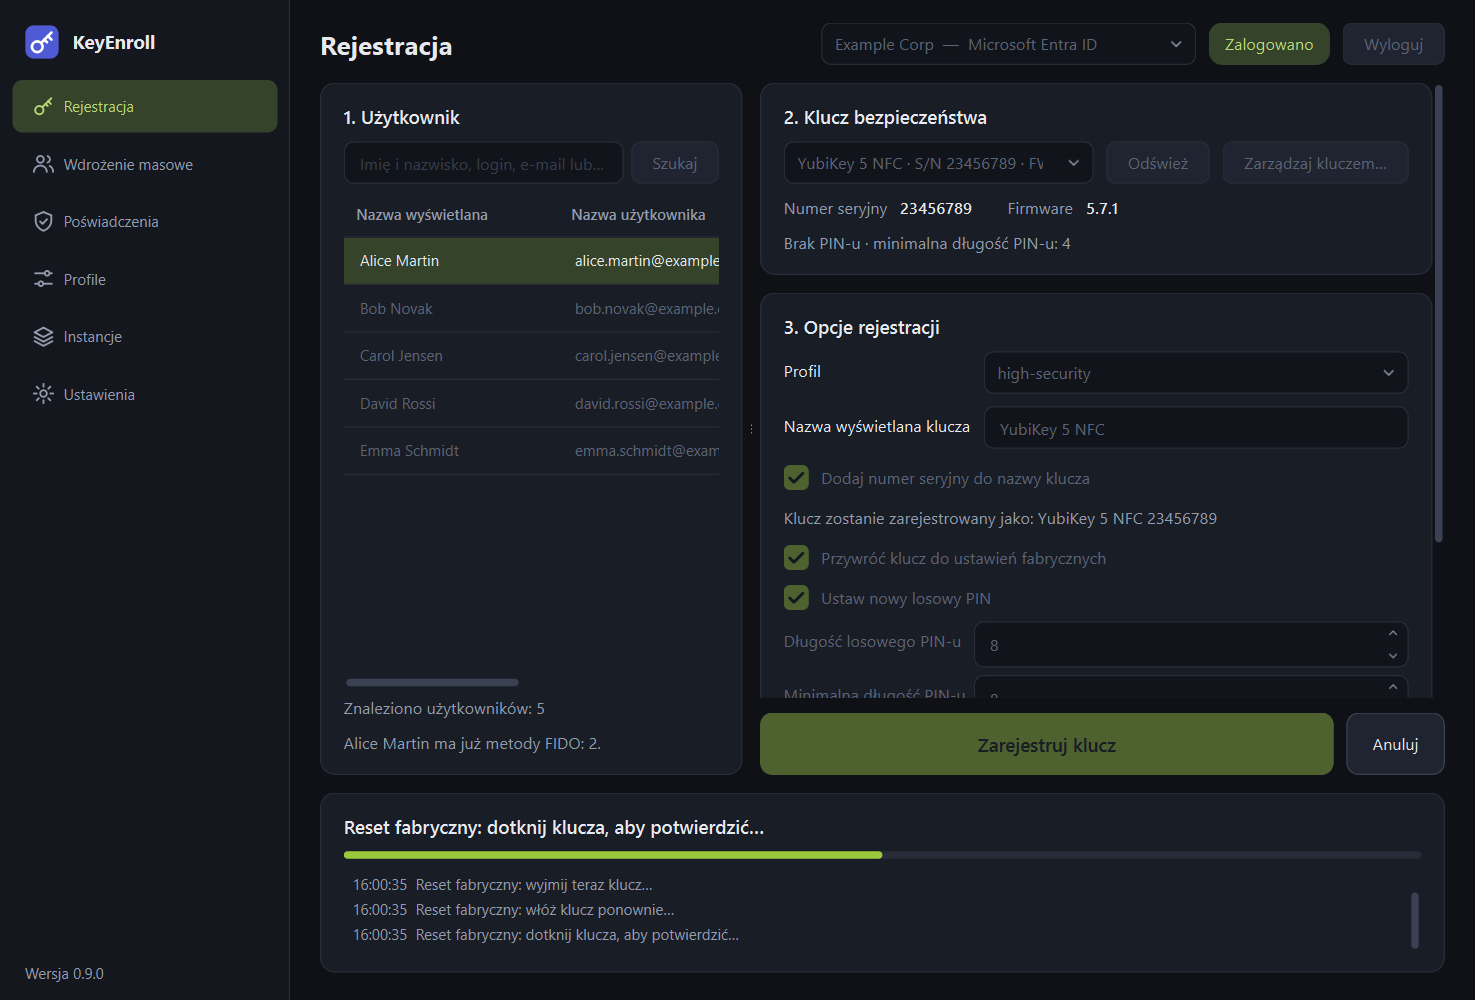 KeyEnroll
Rejestracja
Wdrożenie masowe
Poświadczenia
Profile
Instancje
Ustawienia
Wersja 0.9.0
Rejestracja
Example Corp — Microsoft Entra ID
Zalogowano
Wyloguj
1. Użytkownik
Imię i nazwisko, login, e-mail lub...
Szukaj
Nazwa wyświetlana Nazwa użytkownika
Alice Martin alice.martin@example
Bob Novak bob.novak@example.
Carol Jensen carol.jensen@example
David Rossi david.rossi@example.
Emma Schmidt emma.schmidt@exam
Znaleziono użytkowników: 5
Alice Martin ma już metody FIDO: 2.
2. Klucz bezpieczeństwa
YubiKey 5 NFC · S/N 23456789 · FV
Odśwież
Zarządzaj kluczem...
Numer seryjny 23456789 Firmware 5.7.1
Brak PIN-u · minimalna długość PIN-u: 4
3. Opcje rejestracji
Profil high-security
Nazwa wyświetlana klucza YubiKey 5 NFC
Dodaj numer seryjny do nazwy klucza
Klucz zostanie zarejestrowany jako: YubiKey 5 NFC 23456789
Przywróć klucz do ustawień fabrycznych
Ustaw nowy losowy PIN
Długość losowego PIN-u 8
Minimalna długość PIN-u
Zarejestruj klucz
Anuluj
Reset fabryczny: dotknij klucza, aby potwierdzić...
16:00:35 Reset fabryczny: wyjmij teraz klucz...
16:00:35 Reset fabryczny: włóż klucz ponownie...
16:00:35 Reset fabryczny: dotknij klucza, aby potwierdzić...